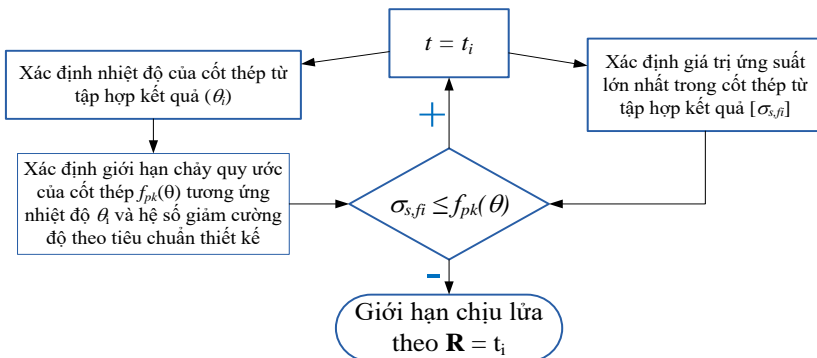 t = tᵢ
Xác định nhiệt độ của cốt thép từ
tập hợp kết quả (θᵢ)
Xác định giá trị ứng suất
lớn nhất trong cốt thép từ
tập hợp kết quả [σs,fi]
+
Xác định giới hạn chảy quy ước
của cốt thép fpk(θ) tương ứng
nhiệt độ θᵢ và hệ số giảm cường
độ theo tiêu chuẩn thiết kế
σs,fi ≤ fpk(θ)
-
Giới hạn chịu lửa
theo R = tᵢ